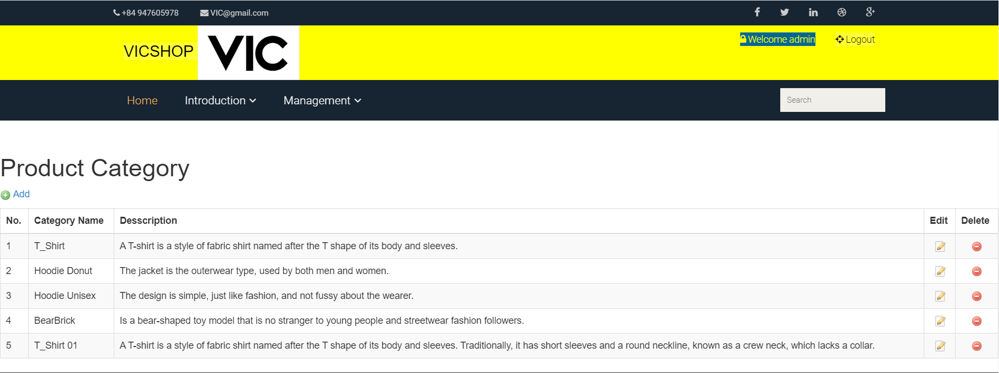 +84 947605978 VIC@gmail.com
VICSHOP VIC Welcome admin Logout
Home Introduction Management Search
Product Category
Add
No. Category Name Desscription Edit Delete
1 T_Shirt A T-shirt is a style of fabric shirt named after the T shape of its body and sleeves.
2 Hoodie Donut The jacket is the outerwear type, used by both men and women.
3 Hoodie Unisex The design is simple, just like fashion, and not fussy about the wearer.
4 BearBrick Is a bear-shaped toy model that is no stranger to young people and streetwear fashion followers.
5 T_Shirt 01 A T-shirt is a style of fabric shirt named after the T shape of its body and sleeves. Traditionally, it has short sleeves and a round neckline, known as a crew neck, which lacks a collar.